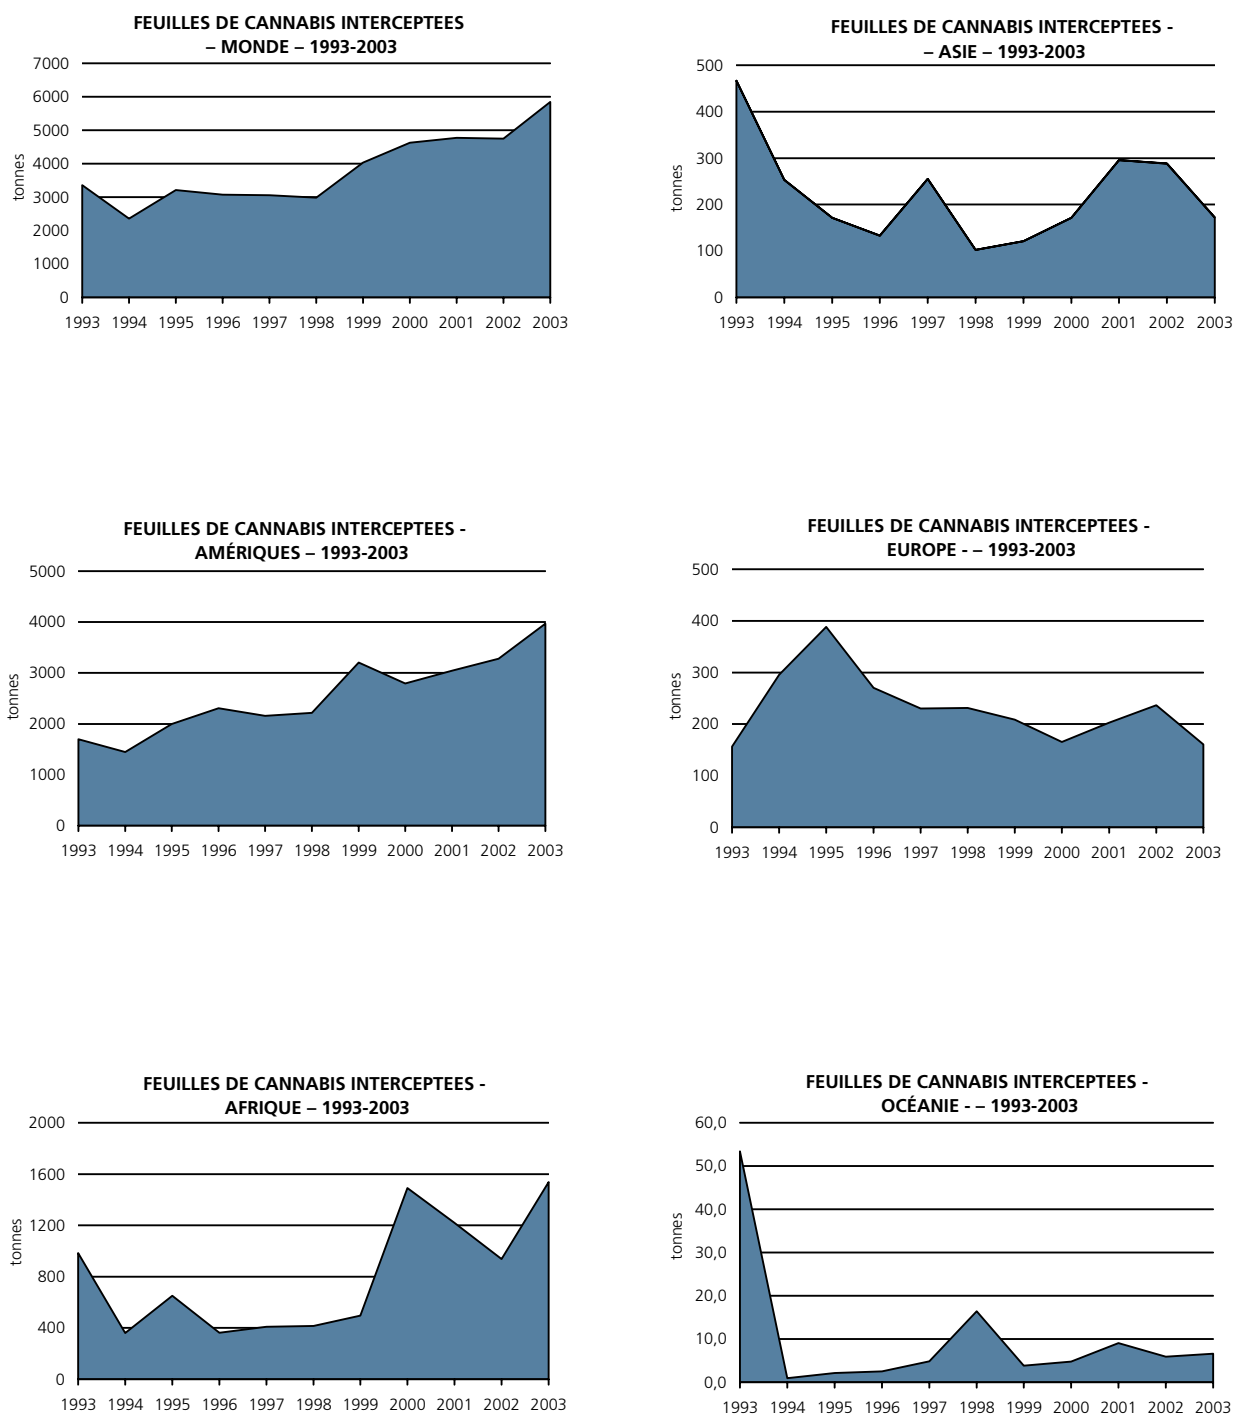 FEUILLES DE CANNABIS INTERCEPTEES
– MONDE – 1993-2003
7000
6000
5000
4000
3000
2000
1000
0
tonnes
1993 1994 1995 1996 1997 1998 1999 2000 2001 2002 2003
FEUILLES DE CANNABIS INTERCEPTEES -
– ASIE – 1993-2003
500
400
300
200
100
0
tonnes
1993 1994 1995 1996 1997 1998 1999 2000 2001 2002 2003
FEUILLES DE CANNABIS INTERCEPTEES -
AMÉRIQUES – 1993-2003
5000
4000
3000
2000
1000
0
tonnes
1993 1994 1995 1996 1997 1998 1999 2000 2001 2002 2003
FEUILLES DE CANNABIS INTERCEPTEES -
EUROPE - – 1993-2003
500
400
300
200
100
0
tonnes
1993 1994 1995 1996 1997 1998 1999 2000 2001 2002 2003
FEUILLES DE CANNABIS INTERCEPTEES -
AFRIQUE – 1993-2003
2000
1600
1200
800
400
0
tonnes
1993 1994 1995 1996 1997 1998 1999 2000 2001 2002 2003
FEUILLES DE CANNABIS INTERCEPTEES -
OCÉANIE - – 1993-2003
60,0
50,0
40,0
30,0
20,0
10,0
0,0
tonnes
1993 1994 1995 1996 1997 1998 1999 2000 2001 2002 2003